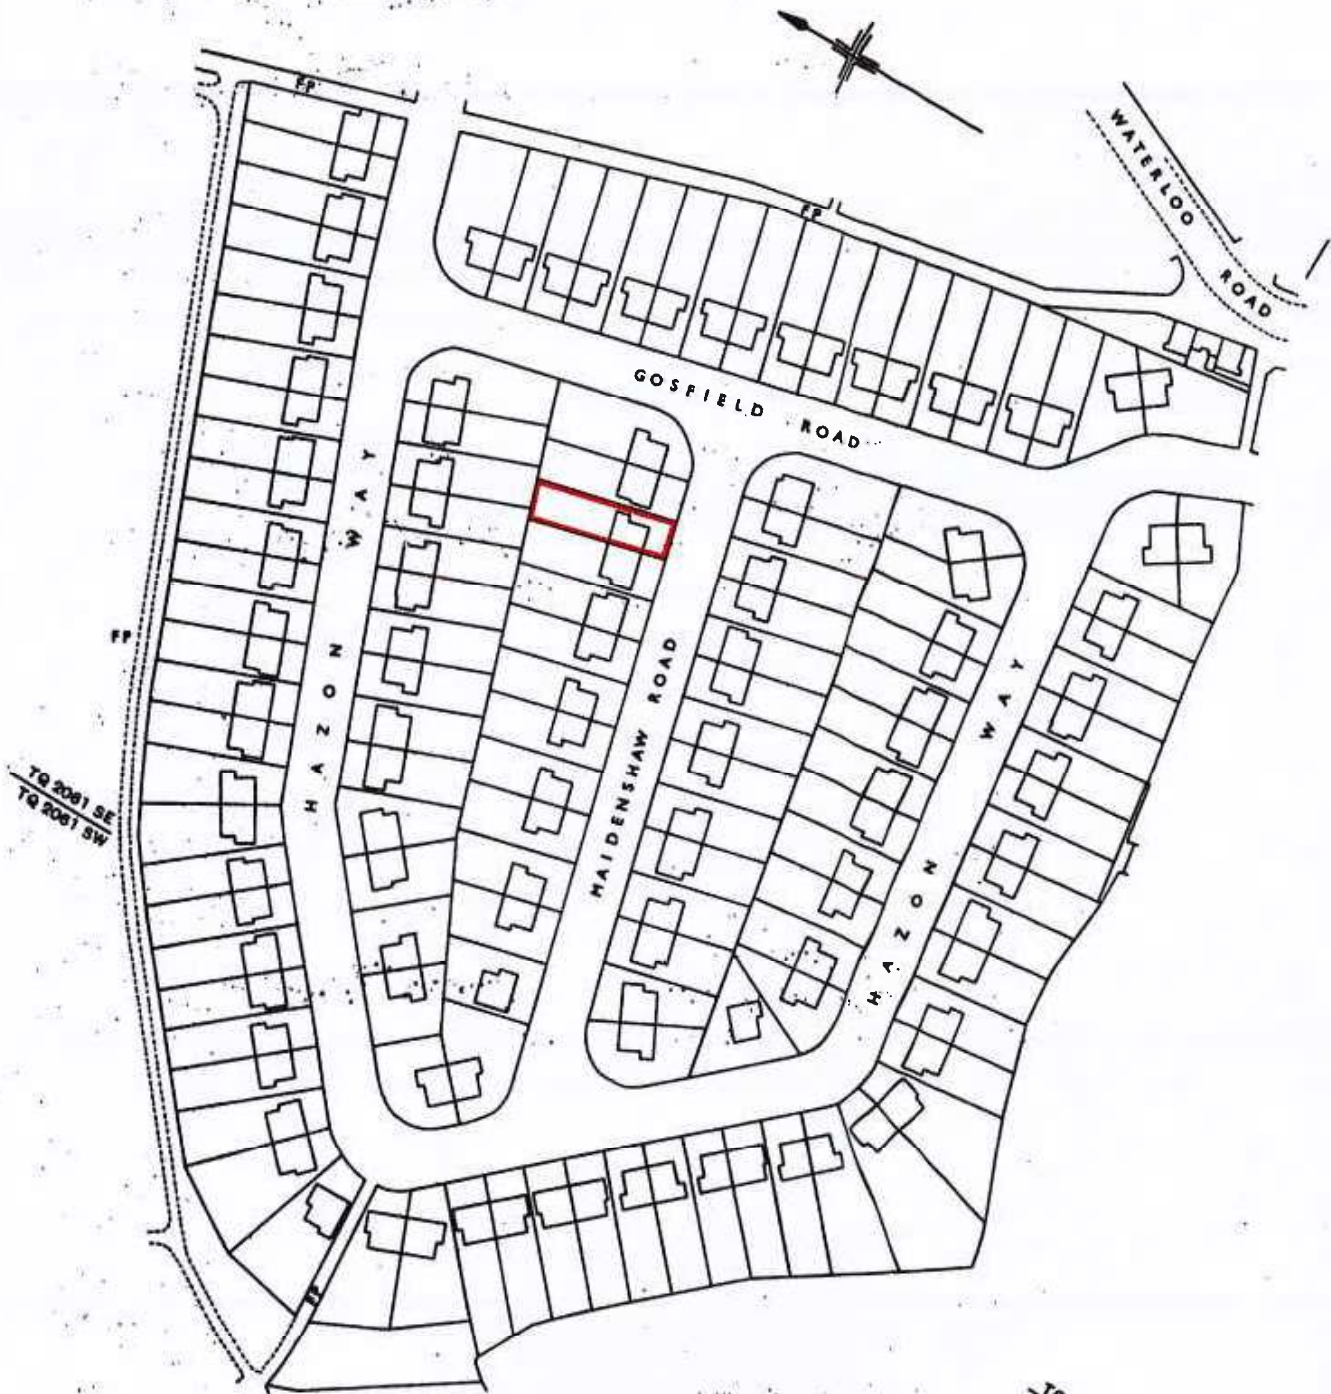 FP
WATERLOO ROAD
FP
GOSFIELD ROAD
HAZON WAY
FP
MAIDENSHAW ROAD
HAZON WAY
TQ 2061 SE
TQ 2061 SW
FP